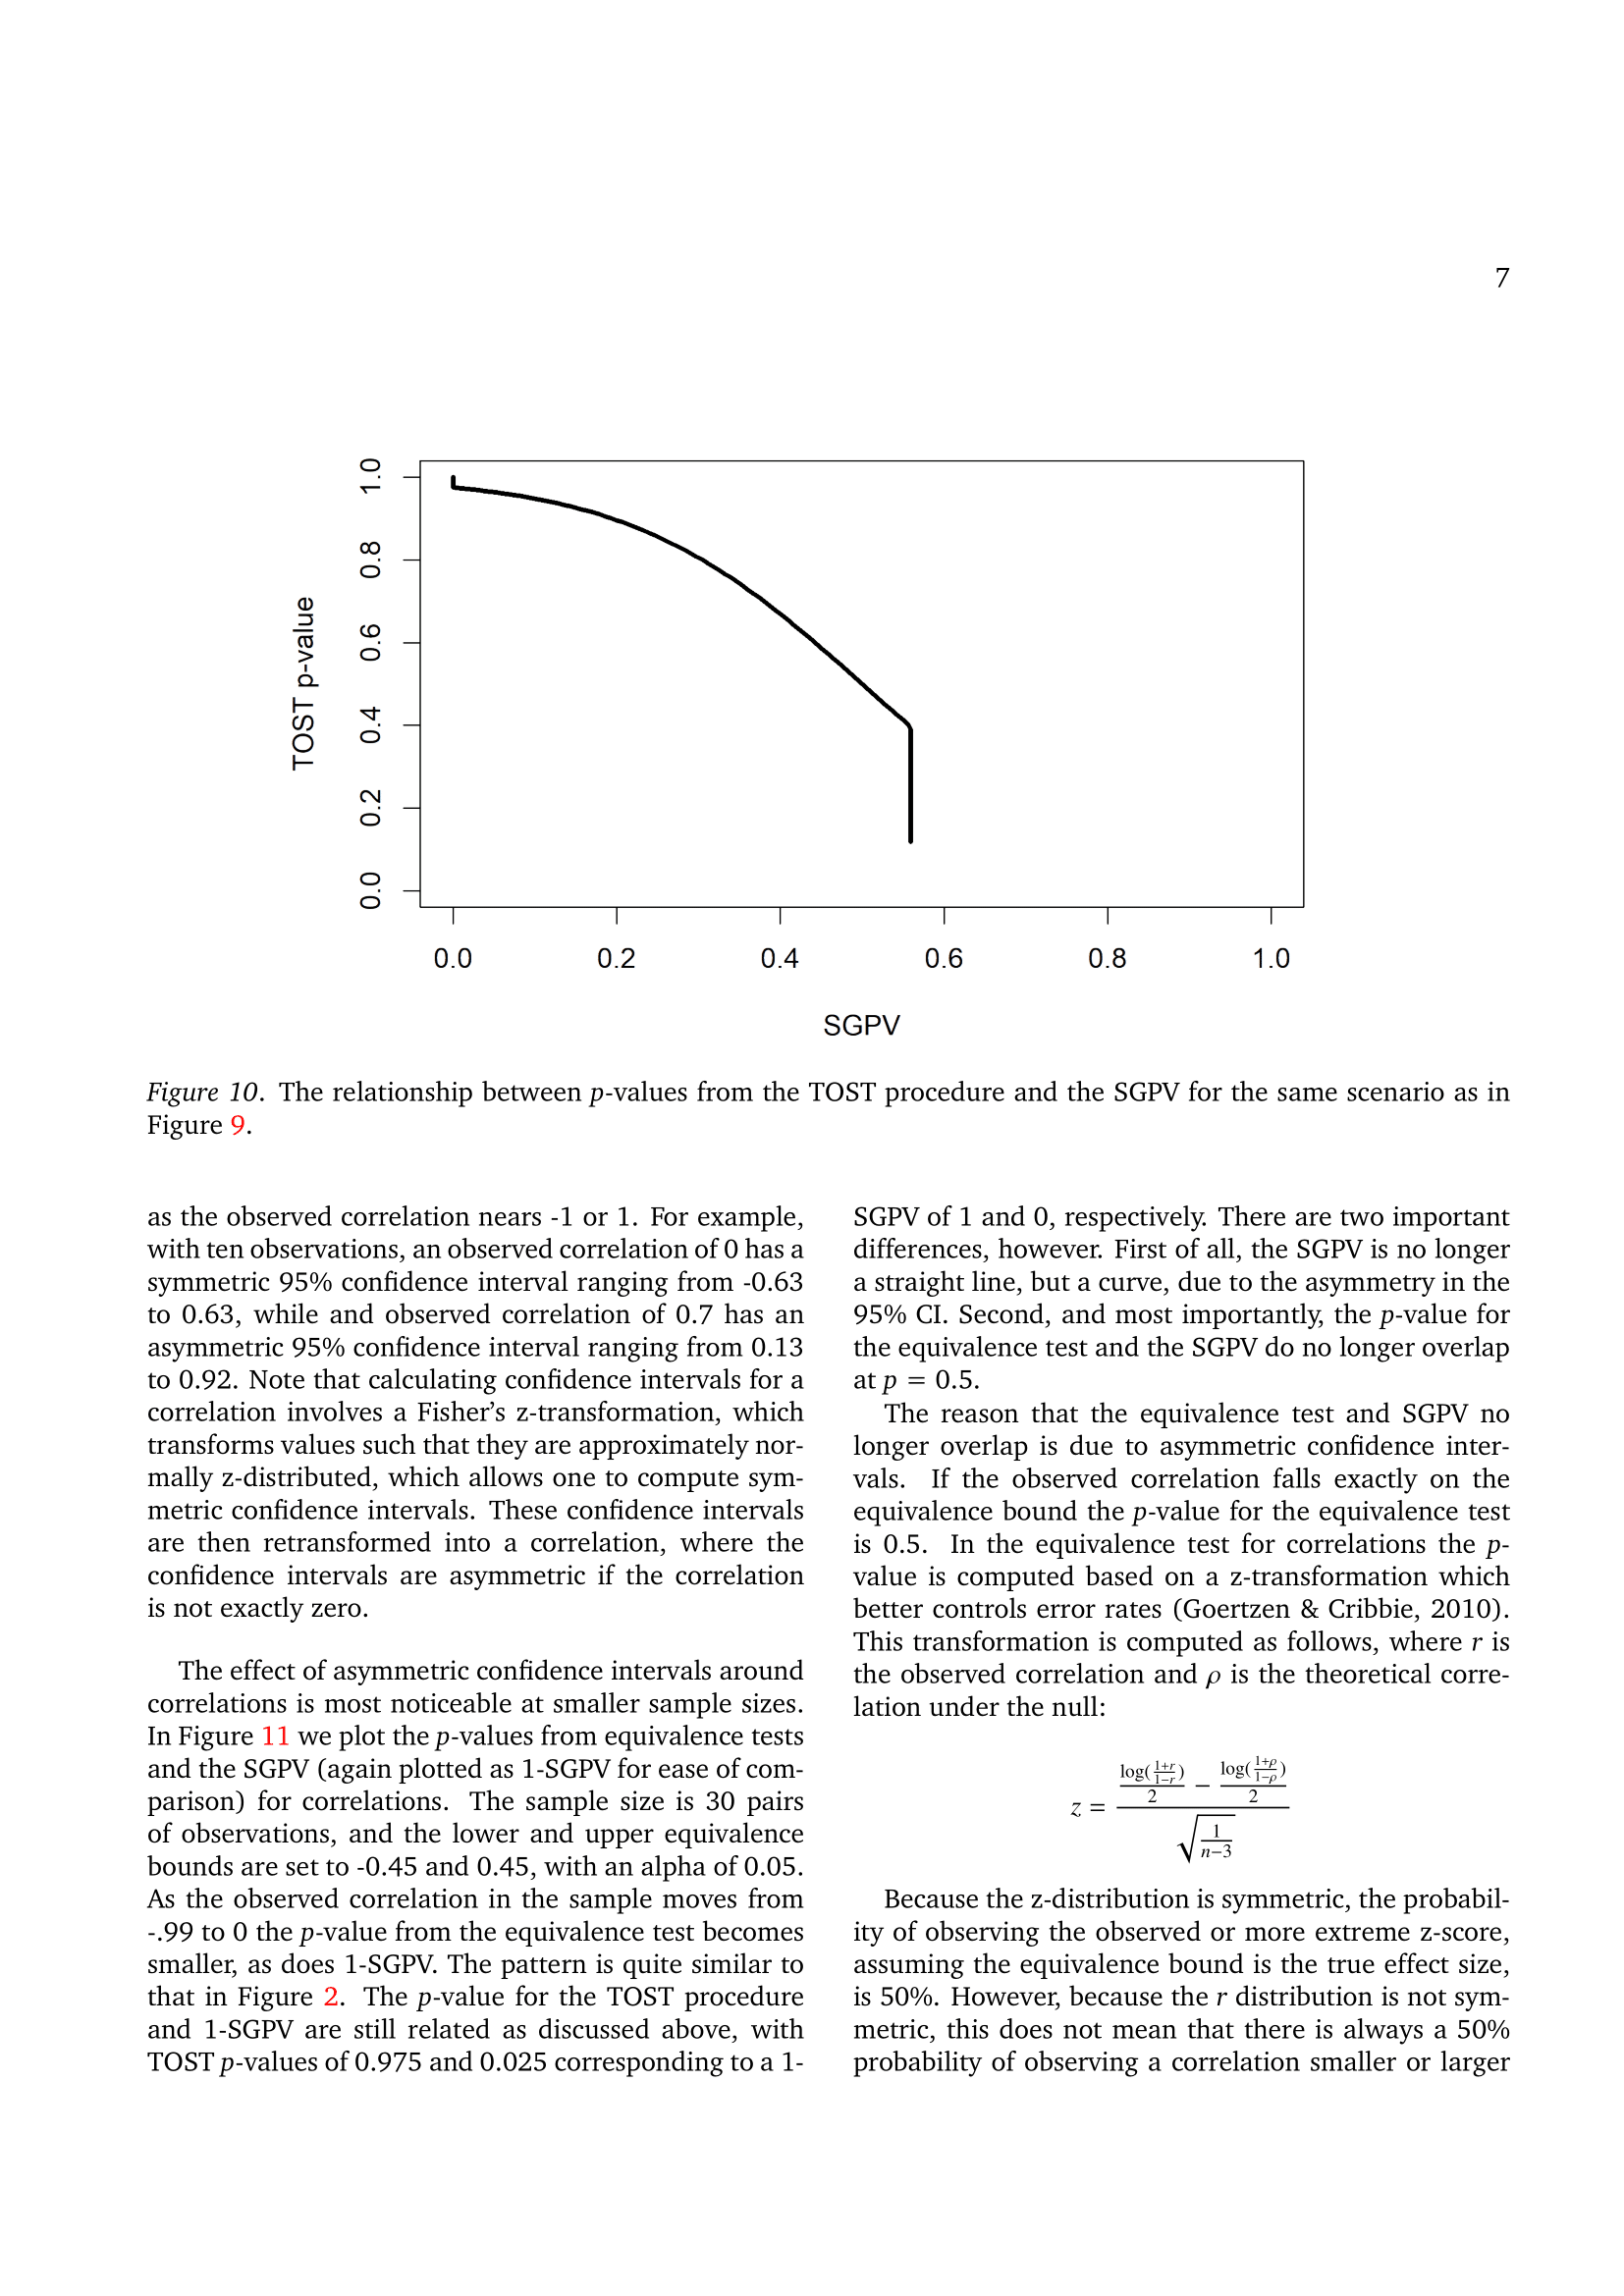 7
1.0
0.8
0.6
0.4
0.2
0.0
TOST p-value
0.0 0.2 0.4 0.6 0.8 1.0
SGPV
Figure 10. The relationship between p-values from the TOST procedure and the SGPV for the same scenario as in
Figure 9.
as the observed correlation nears -1 or 1. For example,
with ten observations, an observed correlation of 0 has a
symmetric 95% confidence interval ranging from -0.63
to 0.63, while and observed correlation of 0.7 has an
asymmetric 95% confidence interval ranging from 0.13
to 0.92. Note that calculating confidence intervals for a
correlation involves a Fisher's z-transformation, which
transforms values such that they are approximately nor-
mally z-distributed, which allows one to compute sym-
metric confidence intervals. These confidence intervals
are then retransformed into a correlation, where the
confidence intervals are asymmetric if the correlation
is not exactly zero.
The effect of asymmetric confidence intervals around
correlations is most noticeable at smaller sample sizes.
In Figure 11 we plot the p-values from equivalence tests
and the SGPV (again plotted as 1-SGPV for ease of com-
parison) for correlations. The sample size is 30 pairs
of observations, and the lower and upper equivalence
bounds are set to -0.45 and 0.45, with an alpha of 0.05.
As the observed correlation in the sample moves from
-.99 to 0 the p-value from the equivalence test becomes
smaller, as does 1-SGPV. The pattern is quite similar to
that in Figure 2. The p-value for the TOST procedure
and 1-SGPV are still related as discussed above, with
TOST p-values of 0.975 and 0.025 corresponding to a 1-
SGPV of 1 and 0, respectively. There are two important
differences, however. First of all, the SGPV is no longer
a straight line, but a curve, due to the asymmetry in the
95% CI. Second, and most importantly, the p-value for
the equivalence test and the SGPV do no longer overlap
at p = 0.5.
The reason that the equivalence test and SGPV no
longer overlap is due to asymmetric confidence inter-
vals. If the observed correlation falls exactly on the
equivalence bound the p-value for the equivalence test
is 0.5. In the equivalence test for correlations the p-
value is computed based on a z-transformation which
better controls error rates (Goertzen & Cribbie, 2010).
This transformation is computed as follows, where r is
the observed correlation and ρ is the theoretical corre-
lation under the null:
z = (log((1+r)/(1−r))/2 − log((1+ρ)/(1−ρ))/2) / √(1/(n−3))
Because the z-distribution is symmetric, the probabil-
ity of observing the observed or more extreme z-score,
assuming the equivalence bound is the true effect size,
is 50%. However, because the r distribution is not sym-
metric, this does not mean that there is always a 50%
probability of observing a correlation smaller or larger